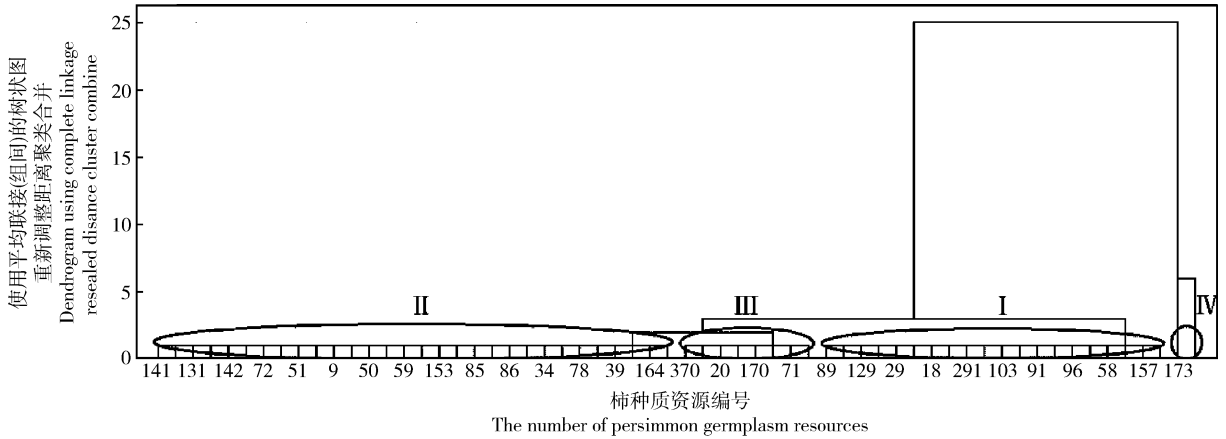 使用平均联接(组间)的树状图
重新调整距离聚类合并
Dendrogram using complete linkage
resealed disance cluster combine
25
20
15
10
5
0
II
III
I
IV
141 131 142 72 51 9 50 59 153 85 86 34 78 39 164 370 20 170 71 89 129 29 18 291 103 91 96 58 157 173
柿种质资源编号
The number of persimmon germplasm resources